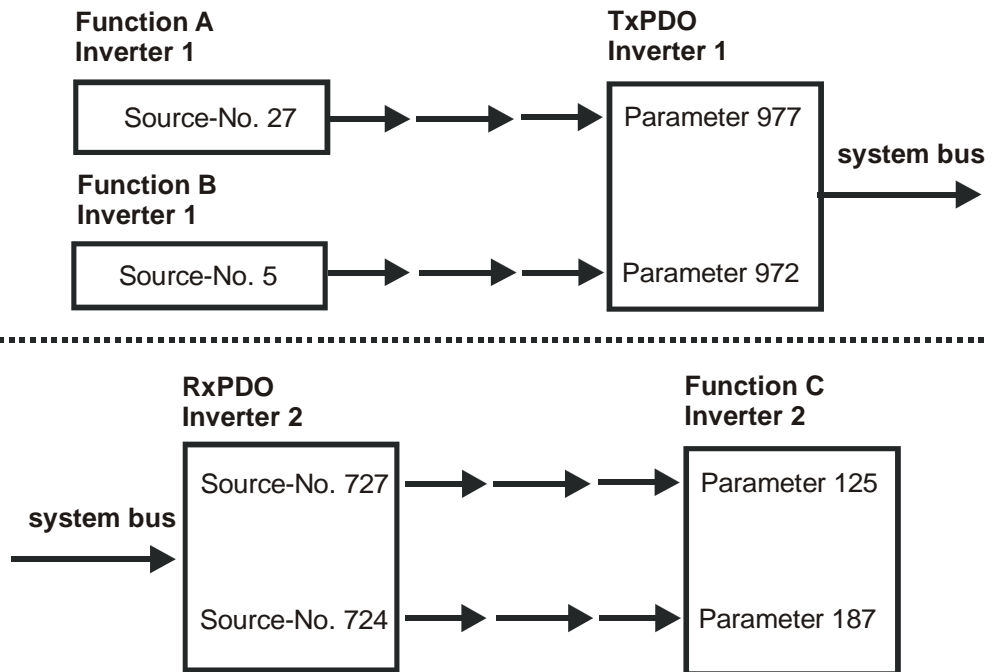 Function A
Inverter 1
Source-No. 27
Function B
Inverter 1
Source-No. 5
TxPDO
Inverter 1
Parameter 977
Parameter 972
system bus
system bus
RxPDO
Inverter 2
Source-No. 727
Source-No. 724
Function C
Inverter 2
Parameter 125
Parameter 187